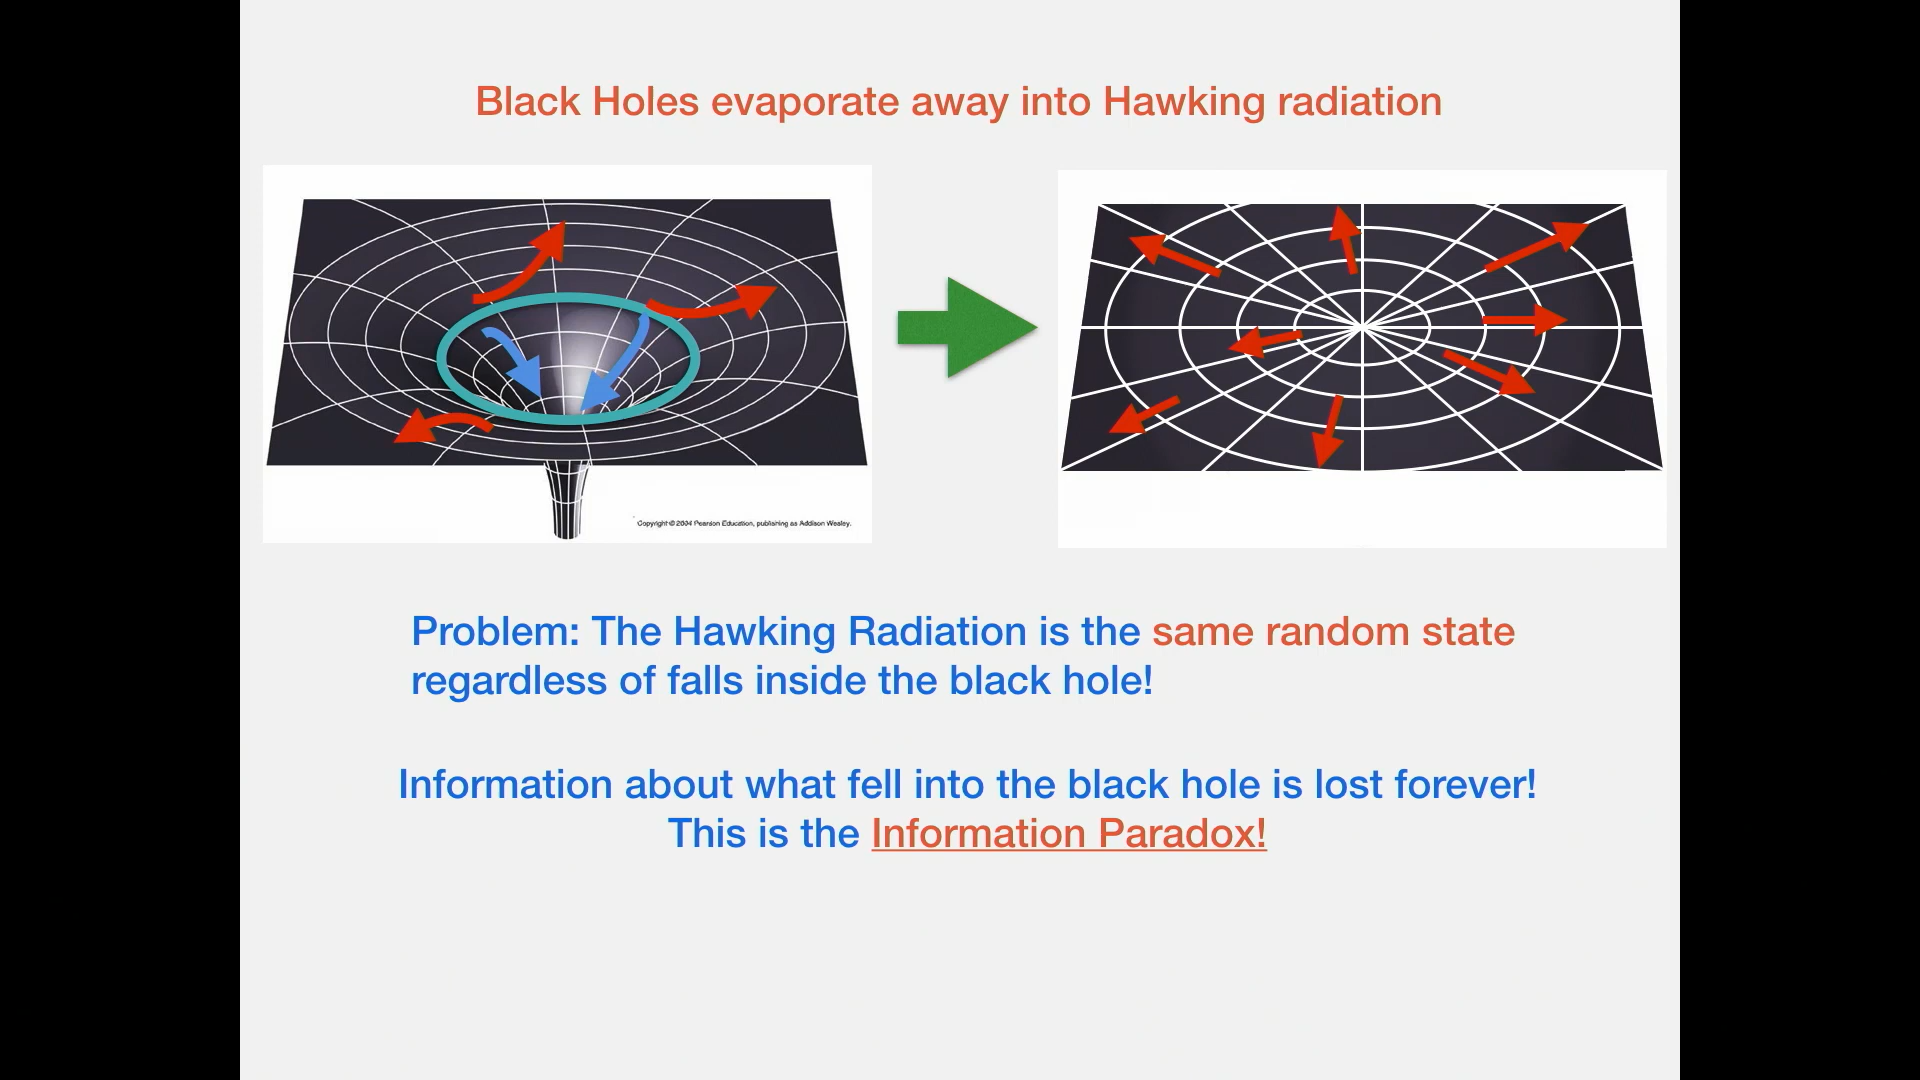 Black Holes evaporate away into Hawking radiation
Copyright © 2004 Pearson Education, publishing as Addison Wesley.
Problem: The Hawking Radiation is the same random state
regardless of falls inside the black hole!
Information about what fell into the black hole is lost forever!
This is the Information Paradox!